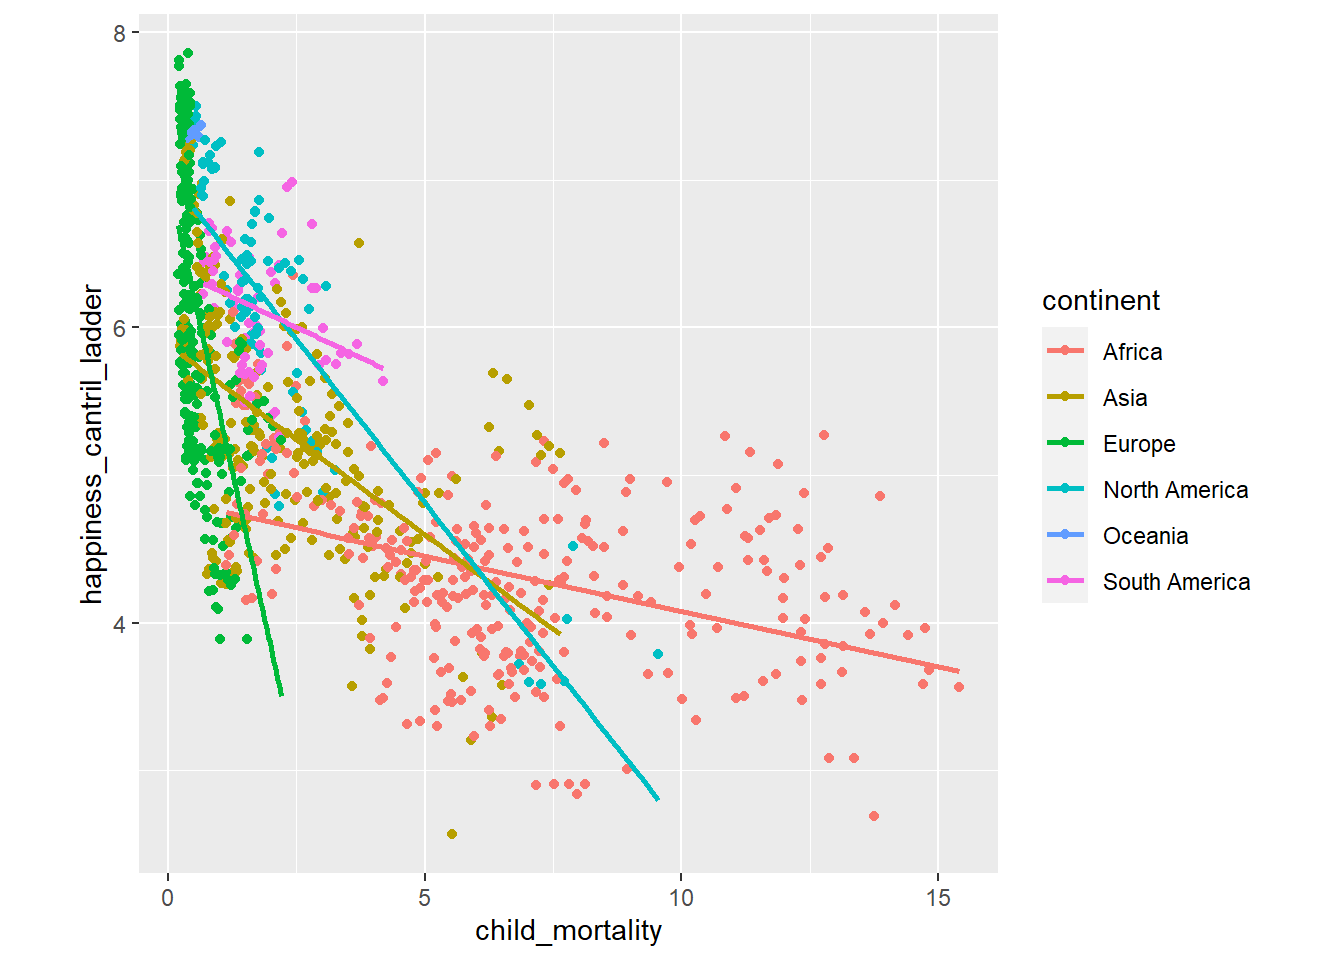 8
6
4
happiness_cantril_ladder
0
5
10
15
child_mortality
continent
Africa
Asia
Europe
North America
Oceania
South America